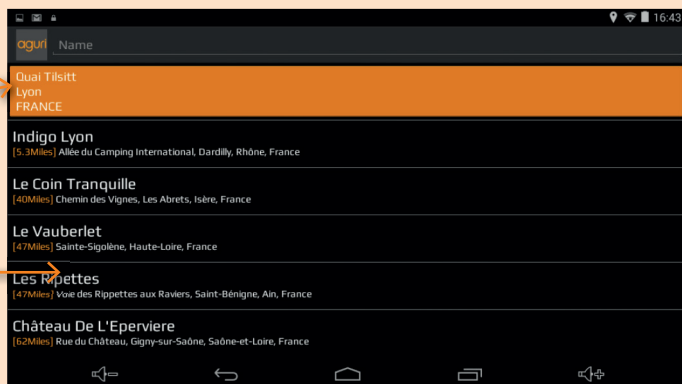 16:43
aguri
Name
Quai Tilsitt
Lyon
FRANCE
Indigo Lyon
[5.3Miles] Allée du Camping International, Dardilly, Rhône, France
Le Coin Tranquille
[40Miles] Chemin des Vignes, Les Abrets, Isère, France
Le Vauberlet
[47Miles] Sainte-Sigolène, Haute-Loire, France
Les Ripettes
[47Miles] Voie des Rippettes aux Raviers, Saint-Bénigne, Ain, France
Château De L'Eperviere
[62Miles] Rue du Château, Gigny-sur-Saône, Saône-et-Loire, France